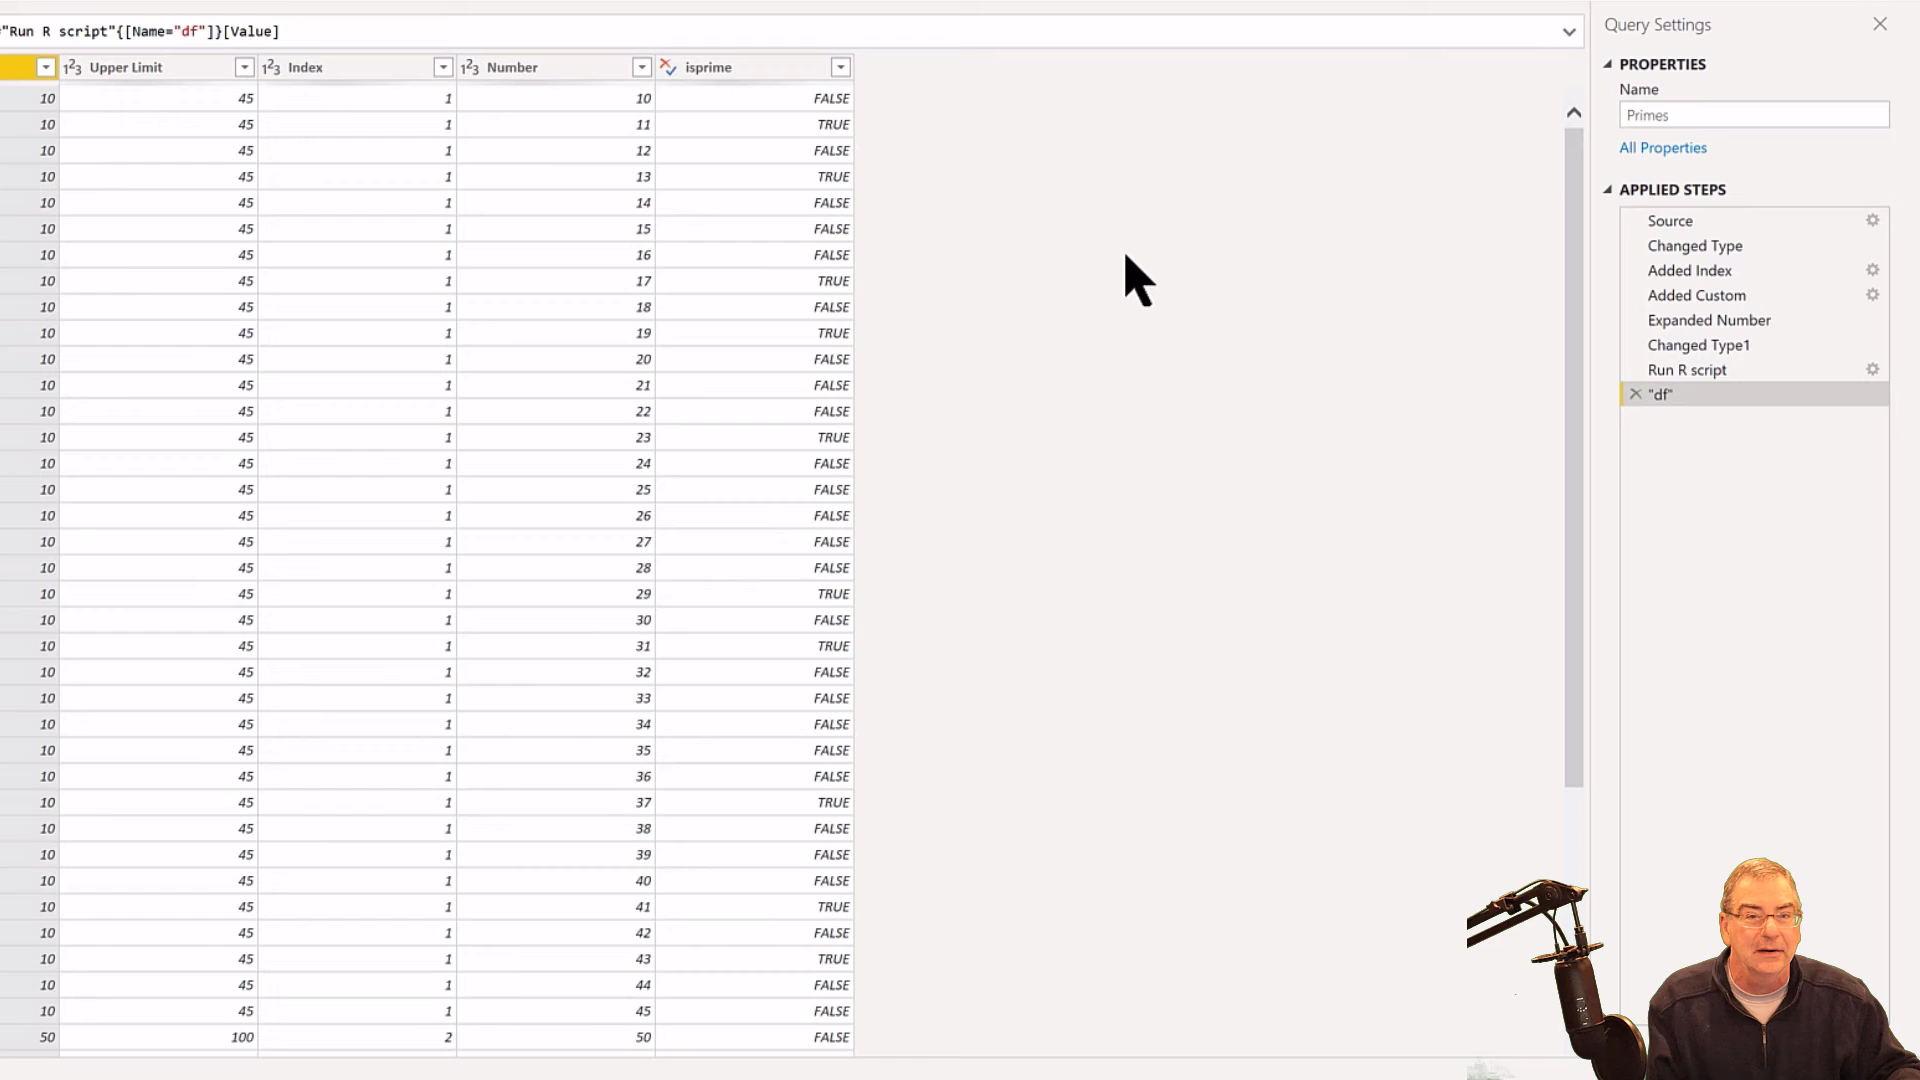 "Run R script"{[Name="df"]}[Value]
Query Settings
123 Upper Limit 123 Index 123 Number isprime
10 45 1 10 FALSE
10 45 1 11 TRUE
10 45 1 12 FALSE
10 45 1 13 TRUE
10 45 1 14 FALSE
10 45 1 15 FALSE
10 45 1 16 FALSE
10 45 1 17 TRUE
10 45 1 18 FALSE
10 45 1 19 TRUE
10 45 1 20 FALSE
10 45 1 21 FALSE
10 45 1 22 FALSE
10 45 1 23 TRUE
10 45 1 24 FALSE
10 45 1 25 FALSE
10 45 1 26 FALSE
10 45 1 27 FALSE
10 45 1 28 FALSE
10 45 1 29 TRUE
10 45 1 30 FALSE
10 45 1 31 TRUE
10 45 1 32 FALSE
10 45 1 33 FALSE
10 45 1 34 FALSE
10 45 1 35 FALSE
10 45 1 36 FALSE
10 45 1 37 TRUE
10 45 1 38 FALSE
10 45 1 39 FALSE
10 45 1 40 FALSE
10 45 1 41 TRUE
10 45 1 42 FALSE
10 45 1 43 TRUE
10 45 1 44 FALSE
10 45 1 45 FALSE
50 100 2 50 FALSE
PROPERTIES
Name
Primes
All Properties
APPLIED STEPS
Source
Changed Type
Added Index
Added Custom
Expanded Number
Changed Type1
Run R script
"df"